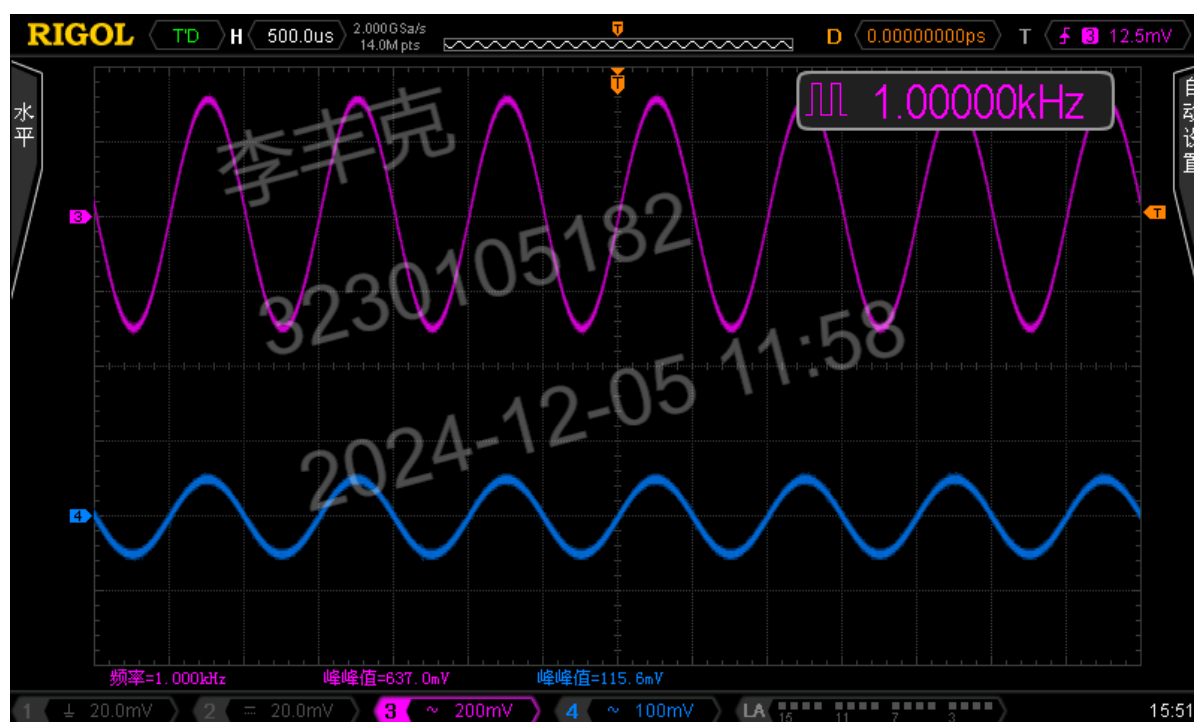 RIGOL T'D H 500.0us 2.000GSa/s 14.0M pts T D 0.00000000ps T 3 12.5mV
水平
T
1.00000kHz
自动设置
李丰克
3
T
3230105182
2024-12-05 11:58
4
频率=1.000kHz 峰峰值=637.0mV 峰峰值=115.6mV
1 20.0mV 2 = 20.0mV 3 ~ 200mV 4 ~ 100mV LA 15 11 7 3 15:51